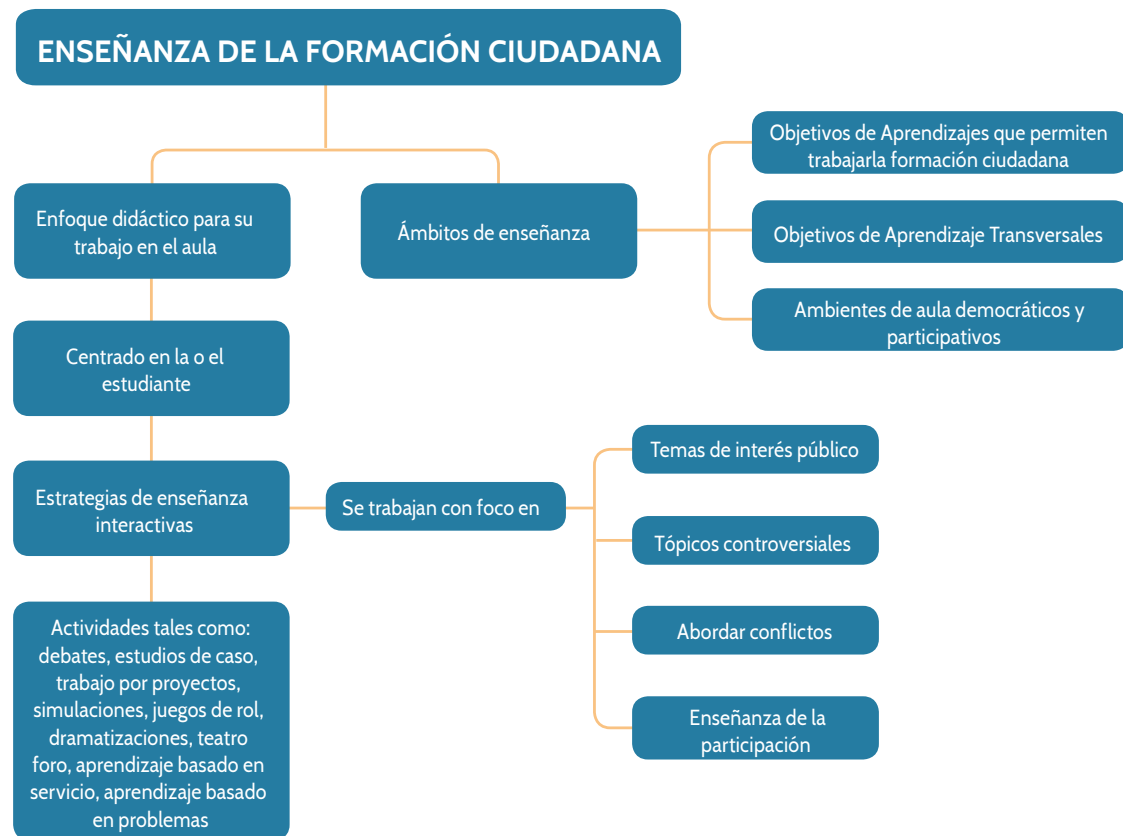 ENSEÑANZA DE LA FORMACIÓN CIUDADANA
Enfoque didáctico para su
trabajo en el aula
Ámbitos de enseñanza
Objetivos de Aprendizajes que permiten
trabajarla formación ciudadana
Objetivos de Aprendizaje Transversales
Ambientes de aula democráticos y
participativos
Centrado en la o el
estudiante
Estrategias de enseñanza
interactivas
Se trabajan con foco en
Temas de interés público
Tópicos controversiales
Abordar conflictos
Enseñanza de la
participación
Actividades tales como:
debates, estudios de caso,
trabajo por proyectos,
simulaciones, juegos de rol,
dramatizaciones, teatro
foro, aprendizaje basado en
servicio, aprendizaje basado
en problemas